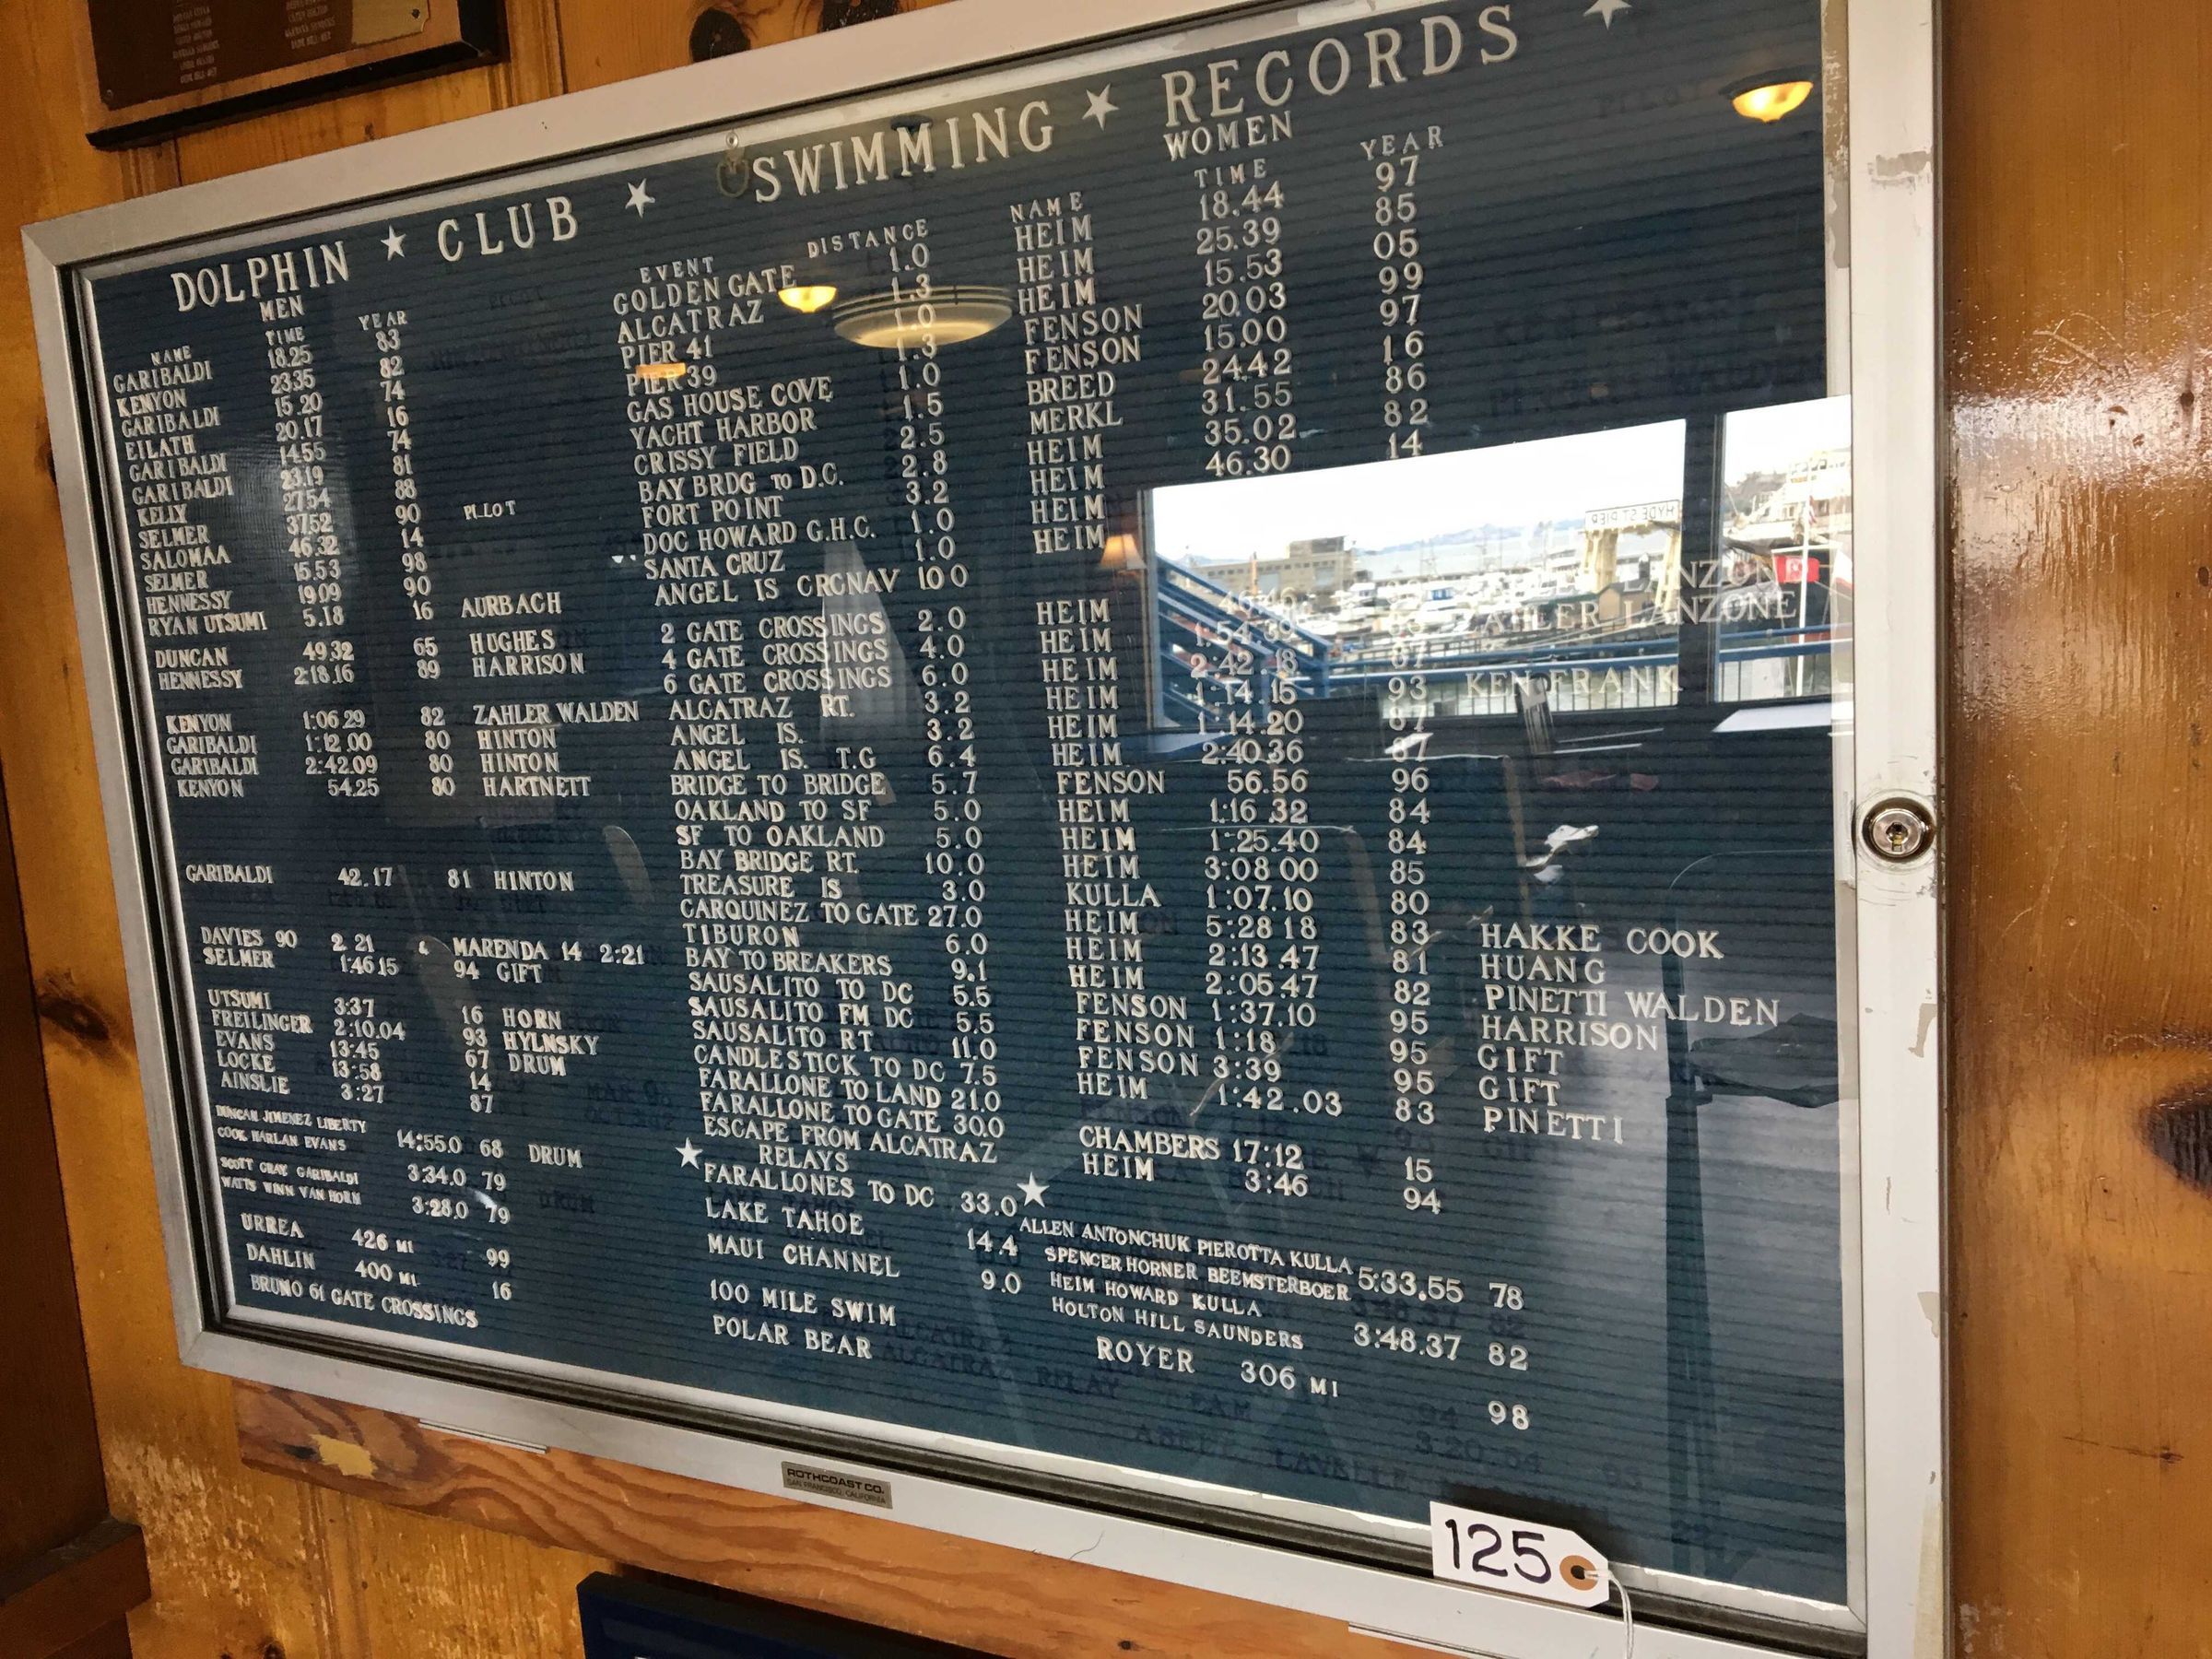 DOLPHIN ★ CLUB ★ SWIMMING ★ RECORDS ★
MEN
NAME TIME YEAR
GARIBALDI 18.25 83
KENYON 23.35 82
GARIBALDI 15.20 74
EILATH 20.17 16
GARIBALDI 14.55 74
GARIBALDI 23.19 81
KELLY 27.54 88
SELMER 37.52 90 PILOT
SALOMAA 46.32 14
SELMER 15.53 98
HENNESSY 19.09 90
RYAN UTSUMI 5.18 16 AURBACH
DUNCAN 49.32 65 HUGHES
HENNESSY 2:18.16 89 HARRISON
KENYON 1:06.29 82 ZAHLER WALDEN
GARIBALDI 1:12.00 80 HINTON
GARIBALDI 2:42.09 80 HINTON
KENYON 54.25 80 HARTNETT
GARIBALDI 42.17 81 HINTON
DAVIES 90 2.21 & MARENDA 14 2:21
SELMER 1:46 15 94 GIFT
UTSUMI 3:37 16 HORN
FREILINGER 2:10.04 93 HYLNSKY
EVANS 13:45 67 DRUM
LOCKE 13:58 14
AINSLIE 3:27 87
DUNCAN JIMENEZ LIBERTY
COOK HARLAN EVANS 14:55.0 68 DRUM
SCOTT GRAY GARIBALDI 3:34.0 79
WATTS WINN VAN HORN 3:28.0 79
URREA 426 MI 99
DAHLIN 400 MI. 16
BRUNO 61 GATE CROSSINGS
EVENT DISTANCE
GOLDEN GATE 1.0
ALCATRAZ 1.3
PIER 41 1.0
PIER 39 1.3
GAS HOUSE COVE 1.0
YACHT HARBOR 1.5
CRISSY FIELD 2.5
BAY BRDG TO D.C. 2.8
FORT POINT 3.2
DOC HOWARD G.H.C. 1.0
SANTA CRUZ 1.0
ANGEL IS CRCNAV 10 0
2 GATE CROSSINGS 2.0
4 GATE CROSSINGS 4.0
6 GATE CROSSINGS 6.0
ALCATRAZ RT. 3.2
ANGEL IS. 3.2
ANGEL IS. T.G 6.4
BRIDGE TO BRIDGE 5.7
OAKLAND TO SF 5.0
SF TO OAKLAND 5.0
BAY BRIDGE RT. 10.0
TREASURE IS 3.0
CARQUINEZ TO GATE 27.0
TIBURON 6.0
BAY TO BREAKERS 9.1
SAUSALITO TO DC 5.5
SAUSALITO FM DC 5.5
SAUSALITO RT 11.0
CANDLESTICK TO DC 7.5
FARALLONE TO LAND 21.0
FARALLONE TO GATE 30.0
ESCAPE FROM ALCATRAZ
★ RELAYS ★
FARALLONES TO DC 33.0
LAKE TAHOE 14.4
MAUI CHANNEL 9.0
100 MILE SWIM
POLAR BEAR
WOMEN
NAME TIME YEAR
HEIM 18.44 97
HEIM 25.39 85
HEIM 15.53 05
FENSON 20.03 99
FENSON 15.00 97
BREED 24.42 16
MERKL 31.55 86
HEIM 35.02 82
HEIM 46.30 14
HEIM
HEIM
HEIM LANZONE
HEIM 1:54.39 ZAHLER LANZONE
HEIM 2:42.18 87
HEIM 1:14.15 93 KEN FRANK
HEIM 1:14.20 87
HEIM 2:40.36 87
FENSON 56.56 96
HEIM 1:16.32 84
HEIM 1:25.40 84
HEIM 3:08 00 85
KULLA 1:07.10 80
HEIM 5:28 18 83 HAKKE COOK
HEIM 2:13.47 81 HUANG
HEIM 2:05.47 82 PINETTI WALDEN
FENSON 1:37.10 95 HARRISON
FENSON 1:18 95 GIFT
FENSON 3:39 95 GIFT
HEIM 1:42.03 83 PINETTI
CHAMBERS 17:12 15
HEIM 3:46 94
ALLEN ANTONCHUK PIEROTTA KULLA
SPENCER HORNER BEEMSTERBOER 5:33.55 78
HEIM HOWARD KULLA
HOLTON HILL SAUNDERS 3:48.37 82
ROYER 306 MI 98
HYDE ST PIER
ROTHCOAST CO.
SAN FRANCISCO, CALIFORNIA
125